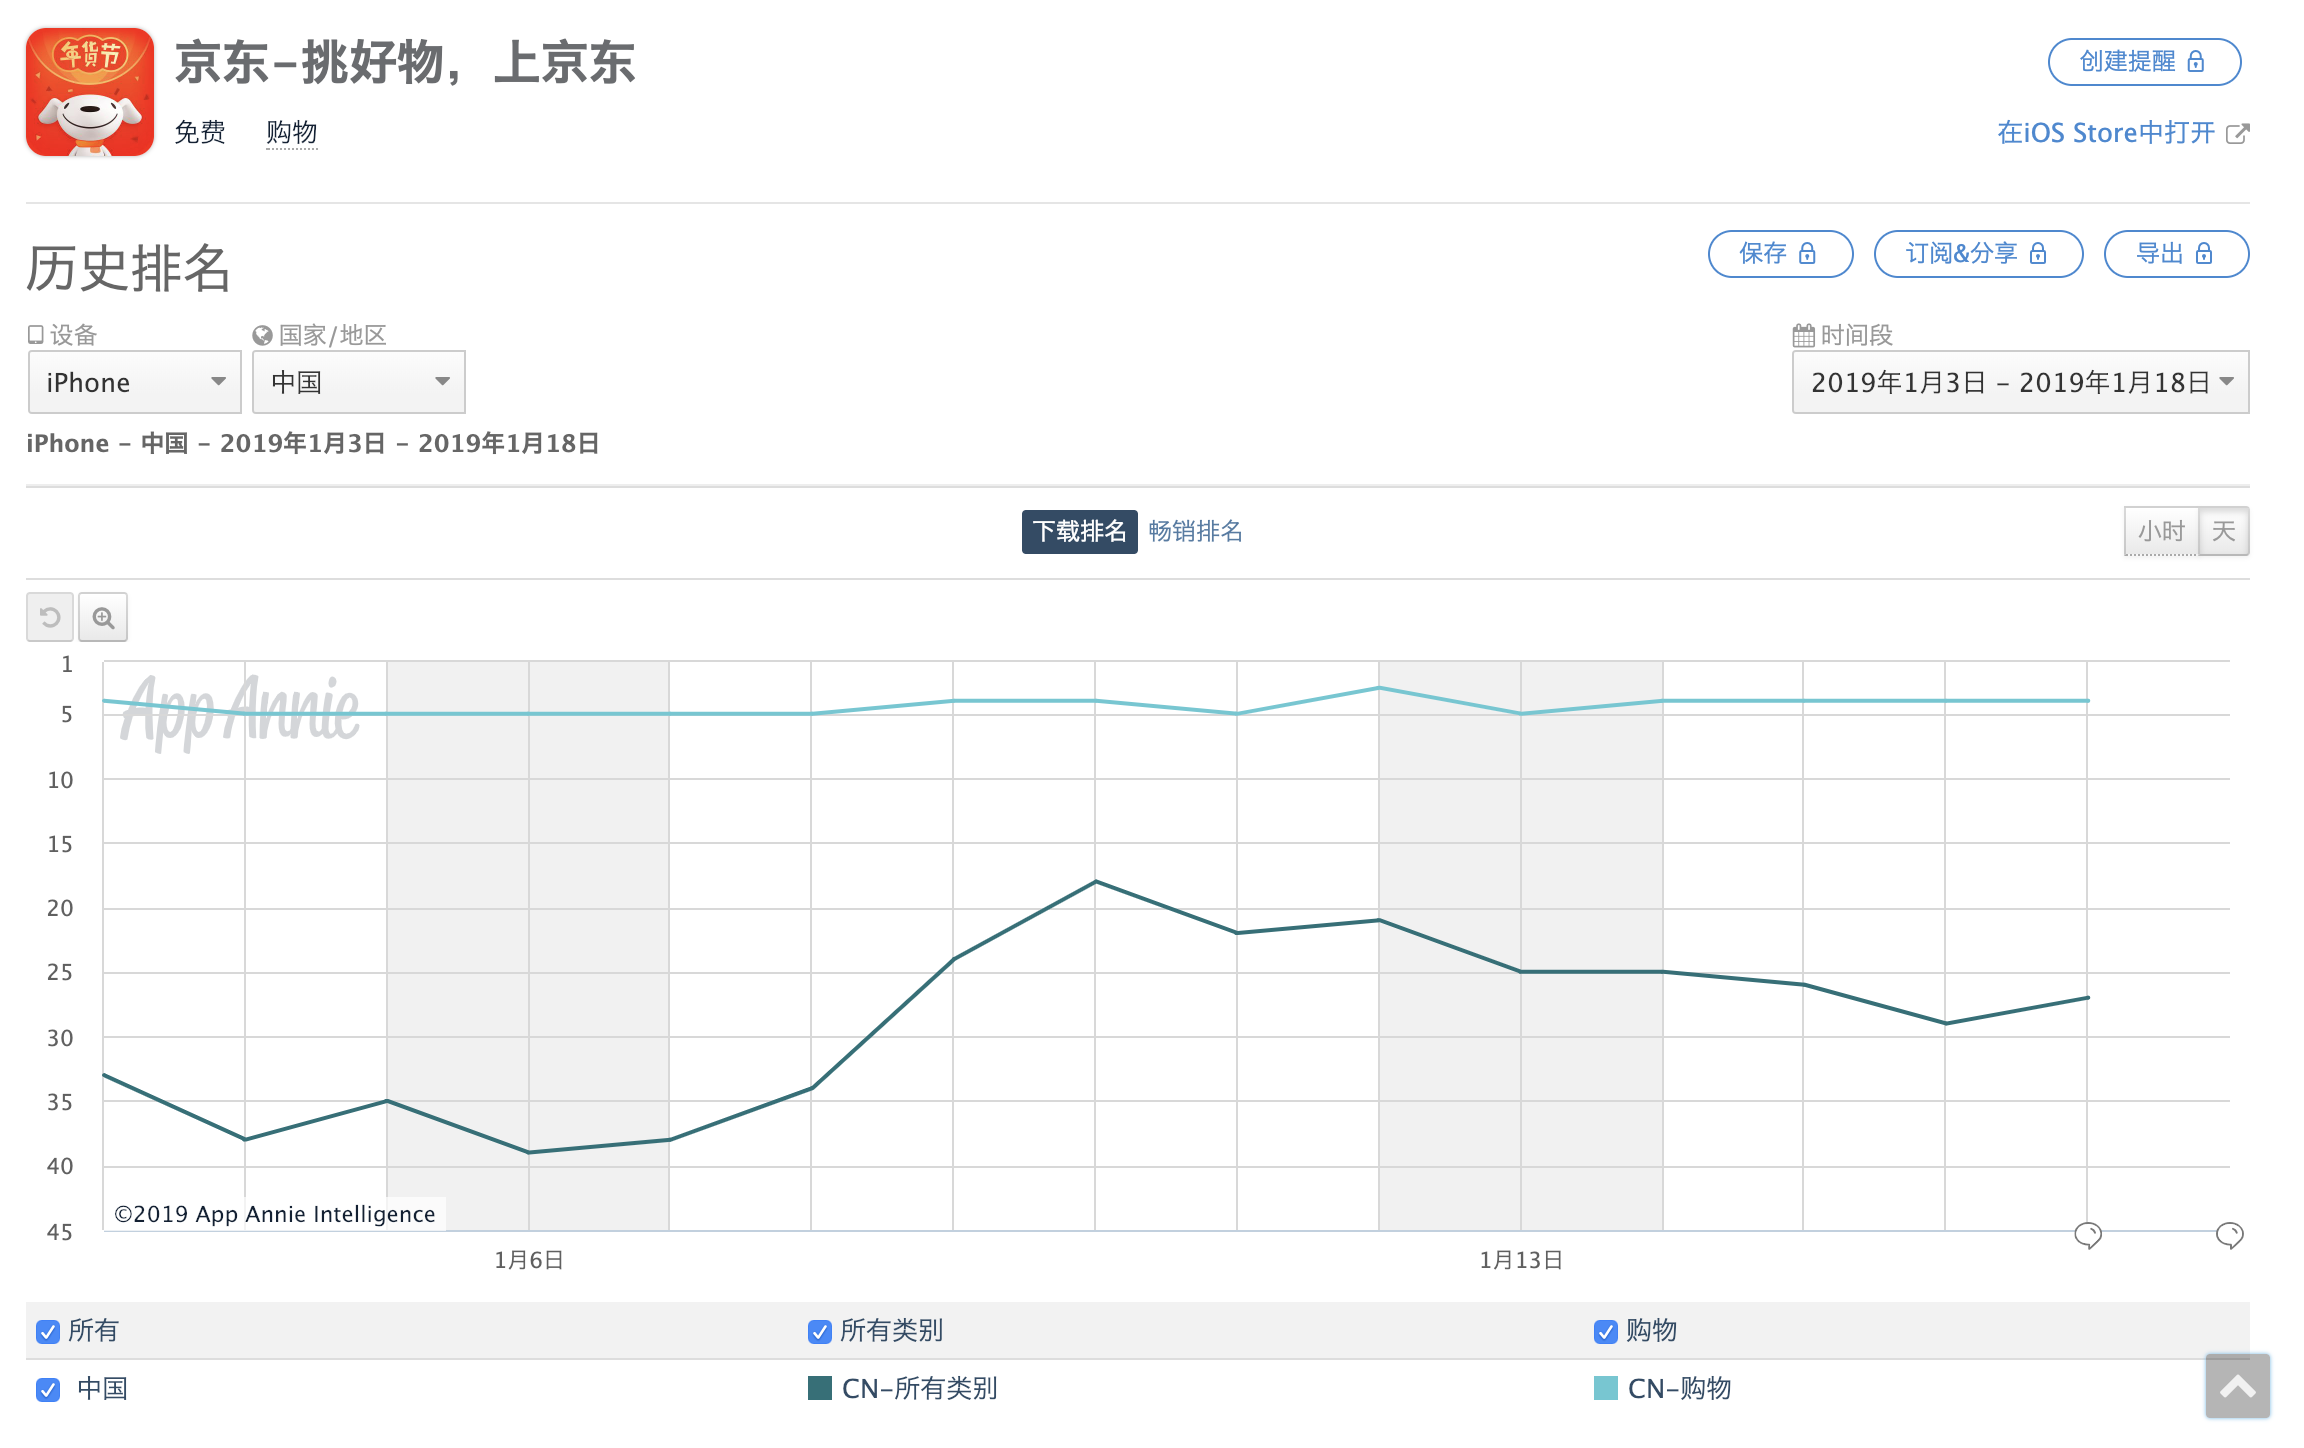 年货节
京东-挑好物，上京东
创建提醒
免费 购物
在iOS Store中打开
历史排名
保存 订阅&分享 导出
设备 国家/地区 时间段
iPhone 中国 2019年1月3日 – 2019年1月18日
iPhone – 中国 – 2019年1月3日 – 2019年1月18日
下载排名 畅销排名 小时 天
App Annie
1
5
10
15
20
25
30
35
40
45
©2019 App Annie Intelligence
1月6日 1月13日
所有 所有类别 购物
中国 CN-所有类别 CN-购物